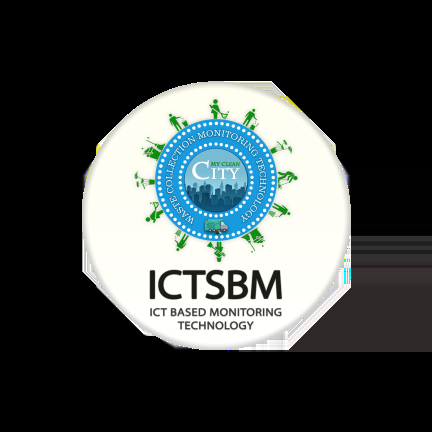 WASTE COLLECTION MONITORING TECHNOLOGY
MY CLEAN
CITY
ICTSBM
ICT BASED MONITORING
TECHNOLOGY